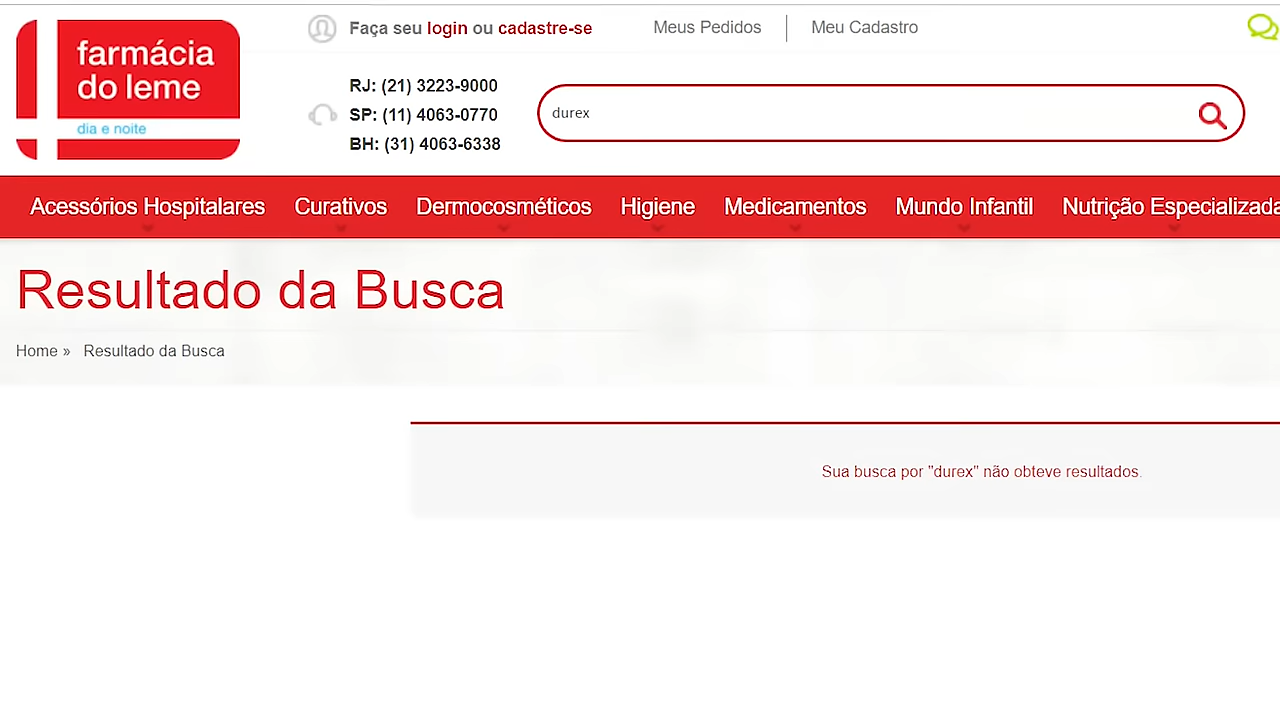 farmácia
do leme
dia e noite
Faça seu login ou cadastre-se
Meus Pedidos
Meu Cadastro
RJ: (21) 3223-9000
SP: (11) 4063-0770
BH: (31) 4063-6338
durex
Acessórios Hospitalares Curativos Dermocosméticos Higiene Medicamentos Mundo Infantil Nutrição Especializada
Resultado da Busca
Home » Resultado da Busca
Sua busca por "durex" não obteve resultados.